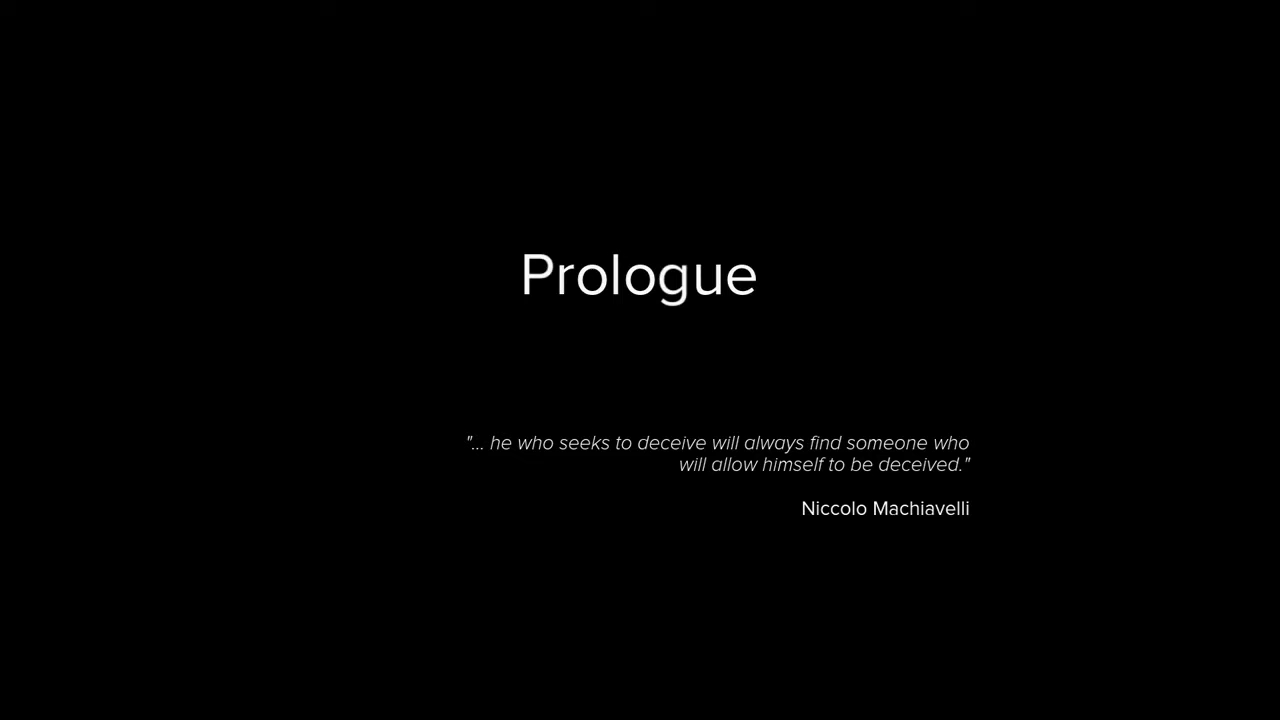 Prologue
"... he who seeks to deceive will always find someone who
will allow himself to be deceived."
Niccolo Machiavelli